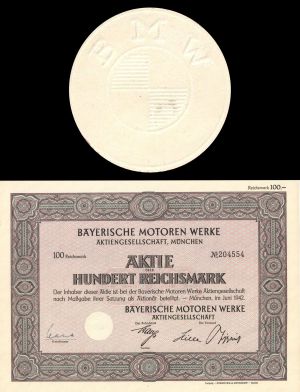 BMW
Reichsmark 100.—
BAYERISCHE MOTOREN WERKE
AKTIENGESELLSCHAFT, MÜNCHEN
100 Reichsmark
№204554
AKTIE
ÜBER
HUNDERT REICHSMARK
Der Inhaber dieser Aktie ist bei der Bayerische Motoren Werke Aktiengesellschaft
nach Maßgabe ihrer Satzung als Aktionär beteiligt. — München, im Juni 1942.
BAYERISCHE MOTOREN WERKE
AKTIENGESELLSCHAFT
Der Aufsichtsrat
Der Vorstand